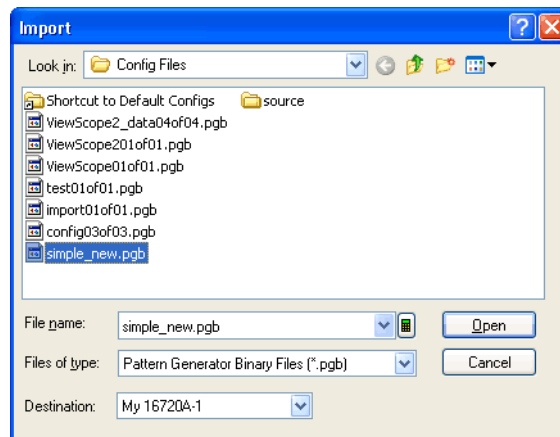 Import
Look in: Config Files
Shortcut to Default Configs source
ViewScope2_data04of04.pgb
ViewScope201of01.pgb
ViewScope01of01.pgb
test01of01.pgb
import01of01.pgb
config03of03.pgb
simple_new.pgb
File name: simple_new.pgb Open
Files of type: Pattern Generator Binary Files (*.pgb) Cancel
Destination: My 16720A-1